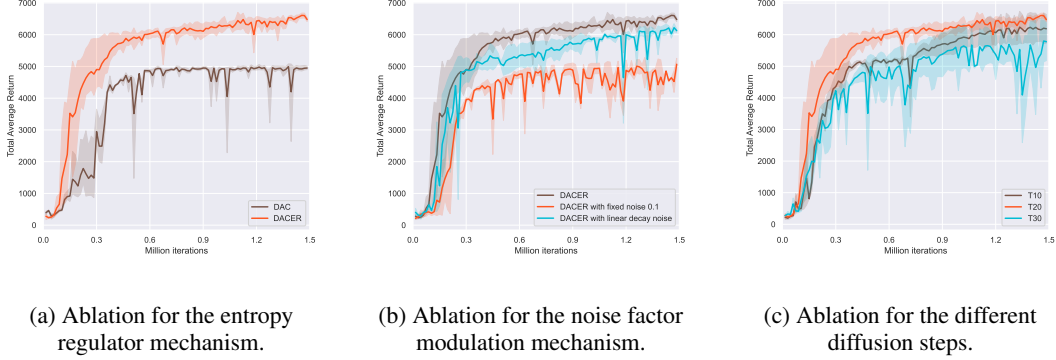 7000
6000
5000
4000
3000
2000
1000
0
Total Average Return
0.0 0.3 0.6 0.9 1.2 1.5
Million iterations
DAC
DACER
(a) Ablation for the entropy
regulator mechanism.
7000
6000
5000
4000
3000
2000
1000
0
Total Average Return
0.0 0.3 0.6 0.9 1.2 1.5
Million iterations
DACER
DACER with fixed noise 0.1
DACER with linear decay noise
(b) Ablation for the noise factor
modulation mechanism.
7000
6000
5000
4000
3000
2000
1000
0
Total Average Return
0.0 0.3 0.6 0.9 1.2 1.5
Million iterations
T10
T20
T30
(c) Ablation for the different
diffusion steps.